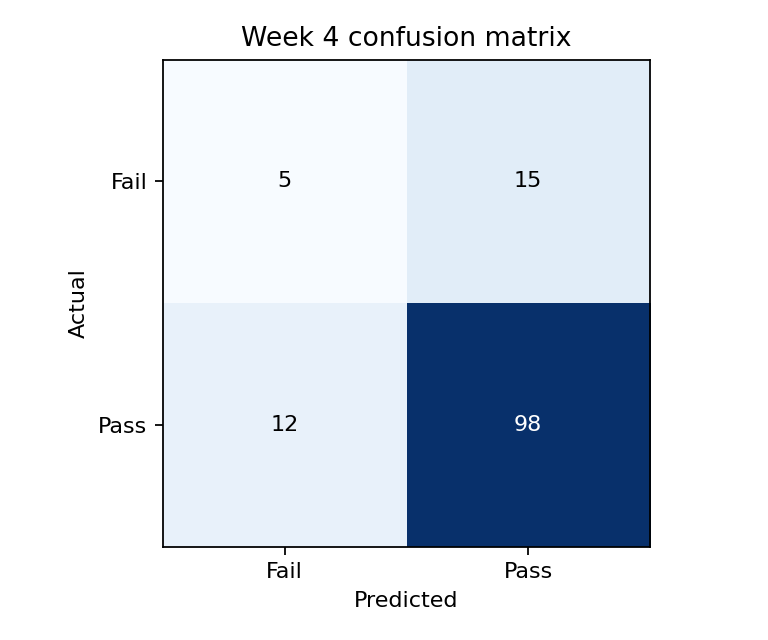 Week 4 confusion matrix
Actual
Fail
5
15
Pass
12
98
Fail
Pass
Predicted